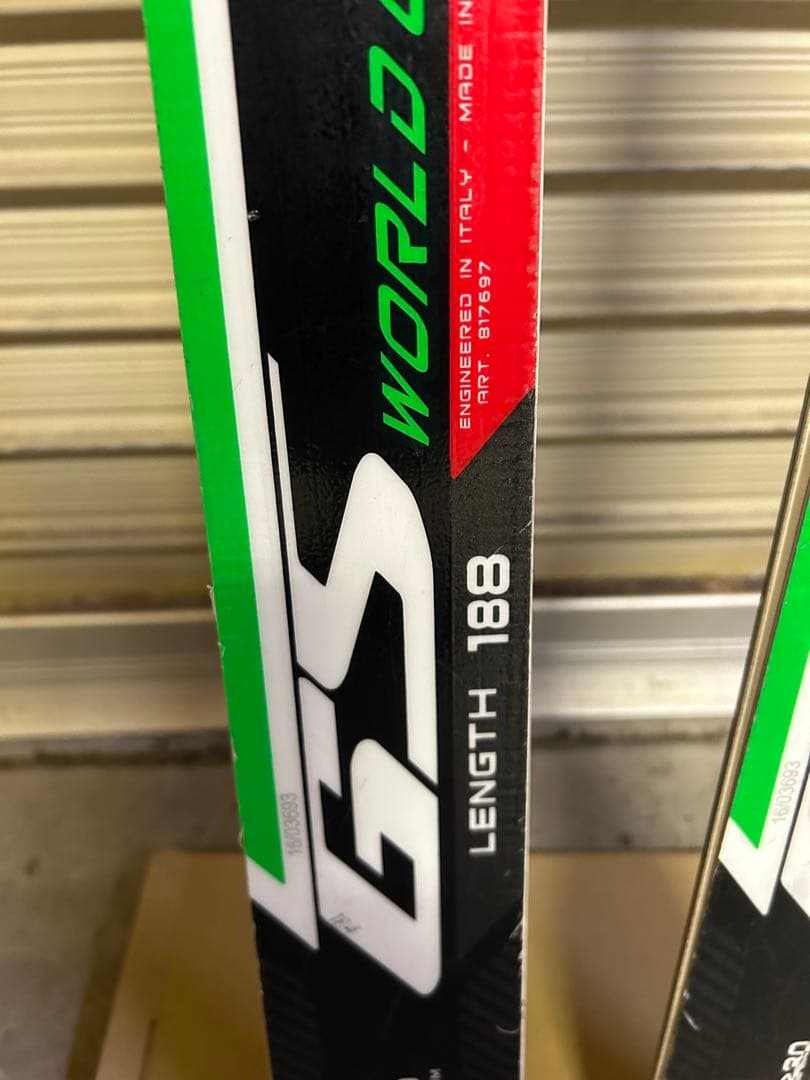 WORLD
ENGINEERED IN ITALY - MADE IN
ART. 817697
GS
LENGTH 188
16/03693
16/03693